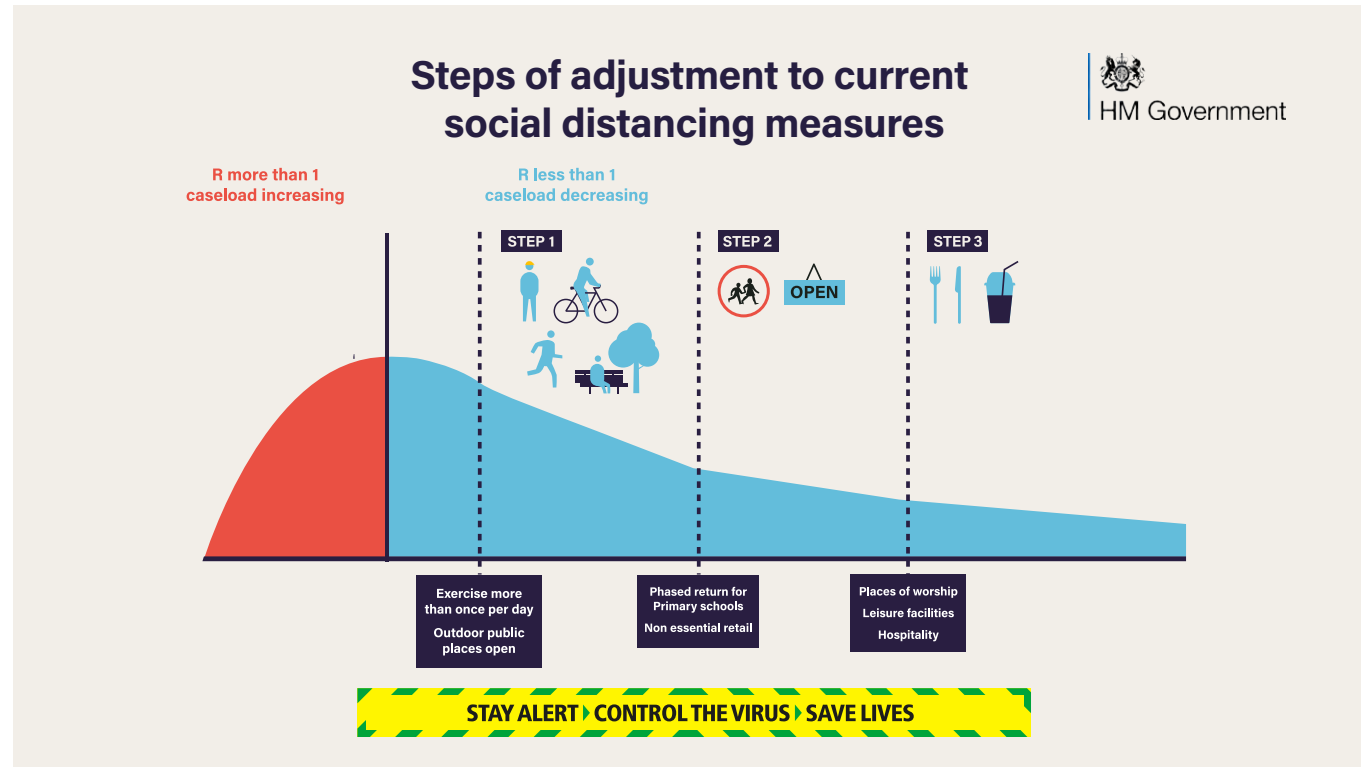 Steps of adjustment to current
social distancing measures
HM Government
R more than 1
caseload increasing
R less than 1
caseload decreasing
STEP 1
STEP 2
STEP 3
OPEN
Exercise more
than once per day
Outdoor public
places open
Phased return for
Primary schools
Non essential retail
Places of worship
Leisure facilities
Hospitality
STAY ALERT CONTROL THE VIRUS SAVE LIVES